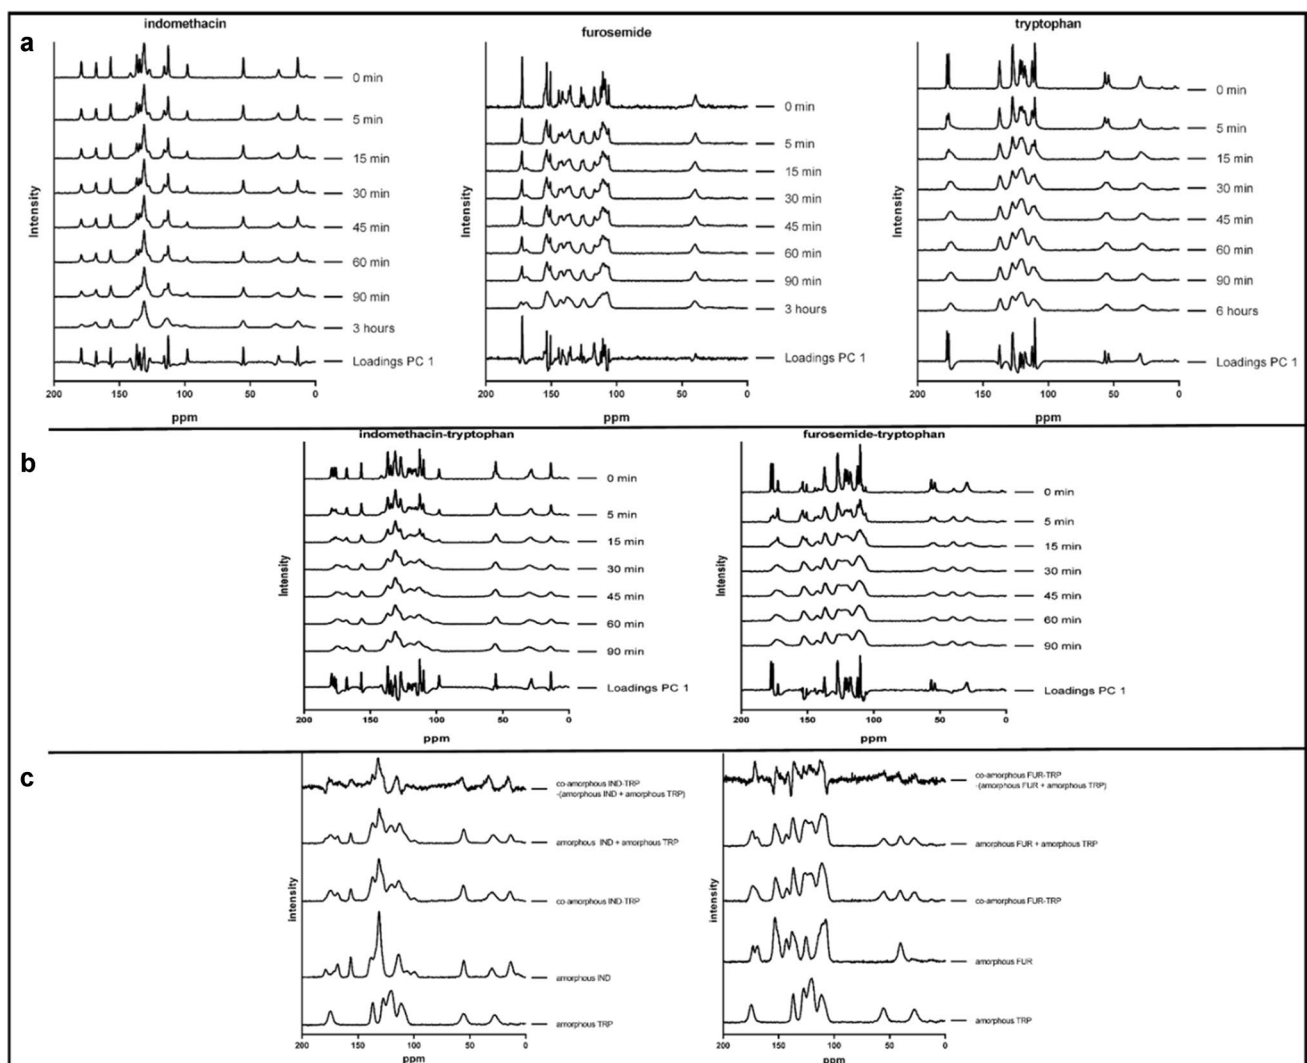 a
indomethacin
Intensity
0 min
5 min
15 min
30 min
45 min
60 min
90 min
3 hours
Loadings PC 1
200 150 100 50 0
ppm
furosemide
Intensity
0 min
5 min
15 min
30 min
45 min
60 min
90 min
3 hours
Loadings PC 1
200 150 100 50 0
ppm
tryptophan
Intensity
0 min
5 min
15 min
30 min
45 min
60 min
90 min
6 hours
Loadings PC 1
200 150 100 50 0
ppm
b
indomethacin-tryptophan
Intensity
0 min
5 min
15 min
30 min
45 min
60 min
90 min
Loadings PC 1
200 150 100 50 0
ppm
furosemide-tryptophan
Intensity
0 min
5 min
15 min
30 min
45 min
60 min
90 min
Loadings PC 1
200 150 100 50 0
ppm
c
Intensity
co-amorphous IND-TRP
-(amorphous IND + amorphous TRP)
amorphous IND + amorphous TRP
co-amorphous IND-TRP
amorphous IND
amorphous TRP
200 150 100 50 0
ppm
intensity
co-amorphous FUR-TRP
-(amorphous FUR + amorphous TRP)
amorphous FUR + amorphous TRP
co-amorphous FUR-TRP
amorphous FUR
amorphous TRP
200 150 100 50 0
ppm